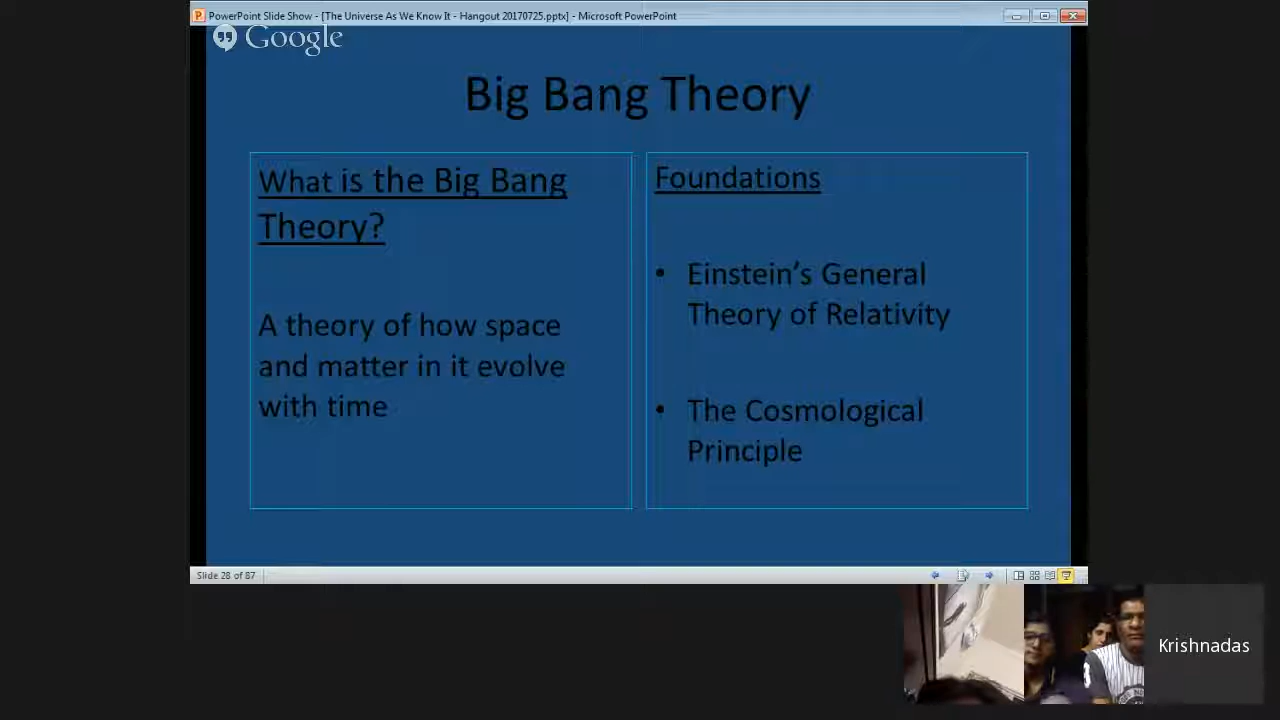 PowerPoint Slide Show - [The Universe As We Know It - Hangout 20170725.pptx] - Microsoft PowerPoint
Google
Big Bang Theory
What is the Big Bang
Theory?
A theory of how space
and matter in it evolve
with time
Foundations
• Einstein’s General
Theory of Relativity
• The Cosmological
Principle
Slide 28 of 87
Krishnadas